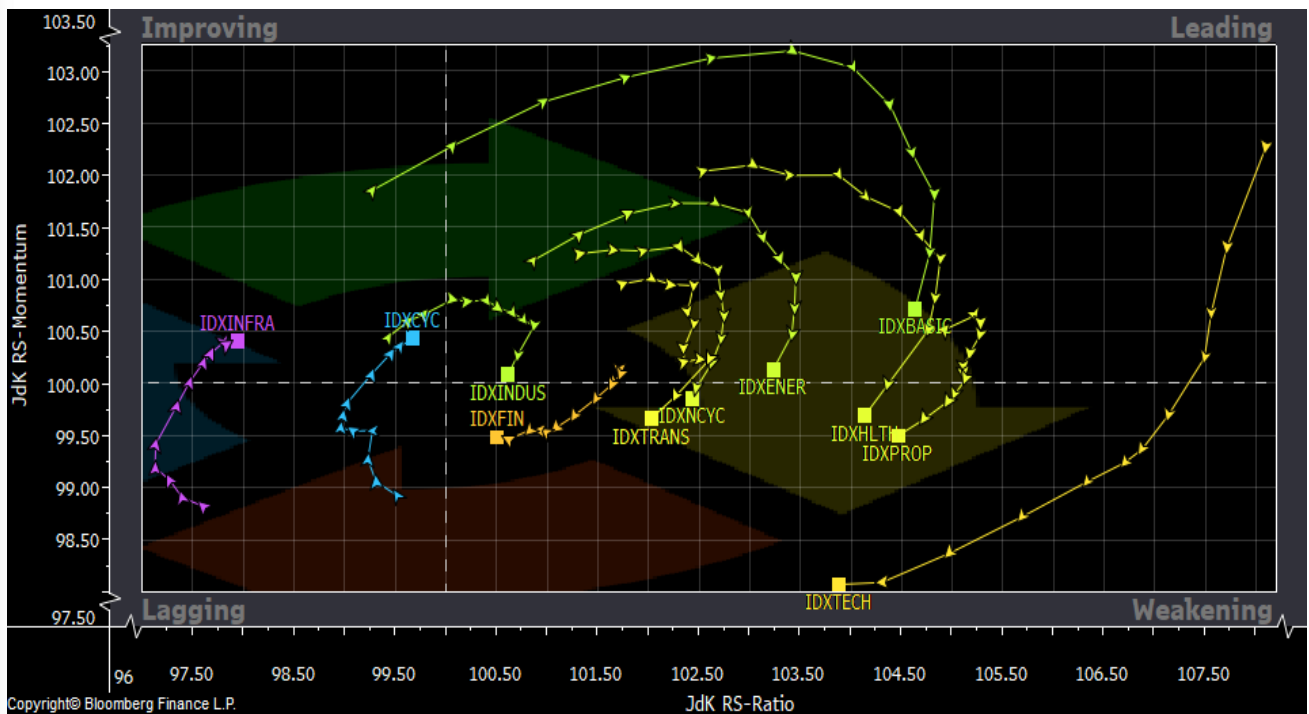 103.50
Improving
Leading
103.00
102.50
102.00
101.50
101.00
100.50
100.00
99.50
99.00
98.50
97.50
JdK RS-Momentum
IDXINFRA
IDXCYC
IDXBASIC
IDXINDUS
IDXENER
IDXFIN
IDXNCYC
IDXTRANS
IDXHLTH
IDXPROP
IDXTECH
Lagging
Weakening
96 97.50 98.50 99.50 100.50 101.50 102.50 103.50 104.50 105.50 106.50 107.50
JdK RS-Ratio
Copyright© Bloomberg Finance L.P.